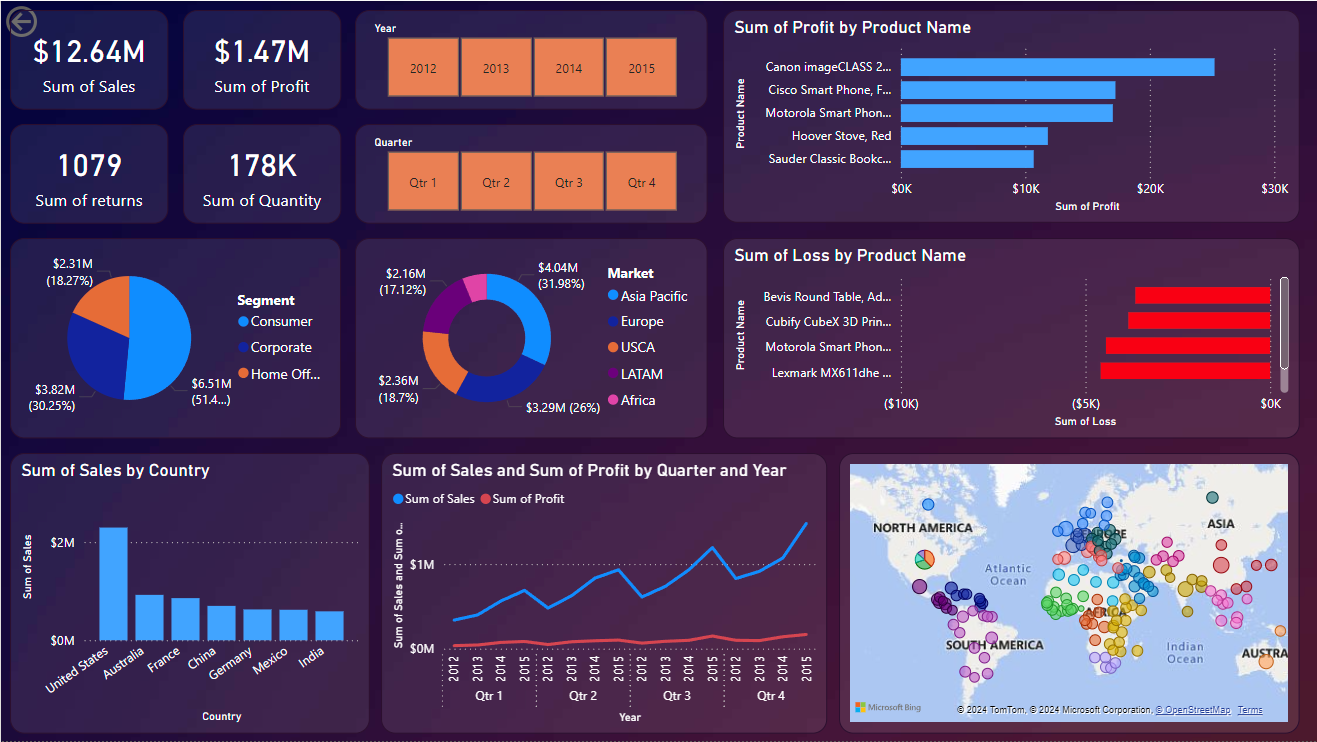 $12.64M
Sum of Sales
$1.47M
Sum of Profit
1079
Sum of returns
178K
Sum of Quantity
Year
2012 2013 2014 2015
Quarter
Qtr 1 Qtr 2 Qtr 3 Qtr 4
Sum of Profit by Product Name
Product Name
Canon imageCLASS 2...
Cisco Smart Phone, F...
Motorola Smart Phon...
Hoover Stove, Red
Sauder Classic Bookc...
$0K $10K $20K $30K
Sum of Profit
$2.31M
(18.27%)
$3.82M
(30.25%)
$6.51M
(51.4...)
Segment
Consumer
Corporate
Home Off...
$2.16M
(17.12%)
$4.04M
(31.98%)
$2.36M
(18.7%)
$3.29M (26%)
Market
Asia Pacific
Europe
USCA
LATAM
Africa
Sum of Loss by Product Name
Product Name
Bevis Round Table, Ad...
Cubify CubeX 3D Prin...
Motorola Smart Phon...
Lexmark MX611dhe ...
($10K) ($5K) $0K
Sum of Loss
Sum of Sales by Country
Sum of Sales
$2M
$0M
United States
Australia
France
China
Germany
Mexico
India
Country
Sum of Sales and Sum of Profit by Quarter and Year
Sum of Sales Sum of Profit
Sum of Sales and Sum o...
$1M
$0M
2012 2013 2014 2015 2012 2013 2014 2015 2012 2013 2014 2015 2012 2013 2014 2015
Qtr 1 Qtr 2 Qtr 3 Qtr 4
Year
NORTH AMERICA
ASIA
Atlantic
Ocean
AFRICA
SOUTH AMERICA
Indian
Ocean
AUSTRA
Microsoft Bing
© 2024 TomTom, © 2024 Microsoft Corporation, © OpenStreetMap Terms